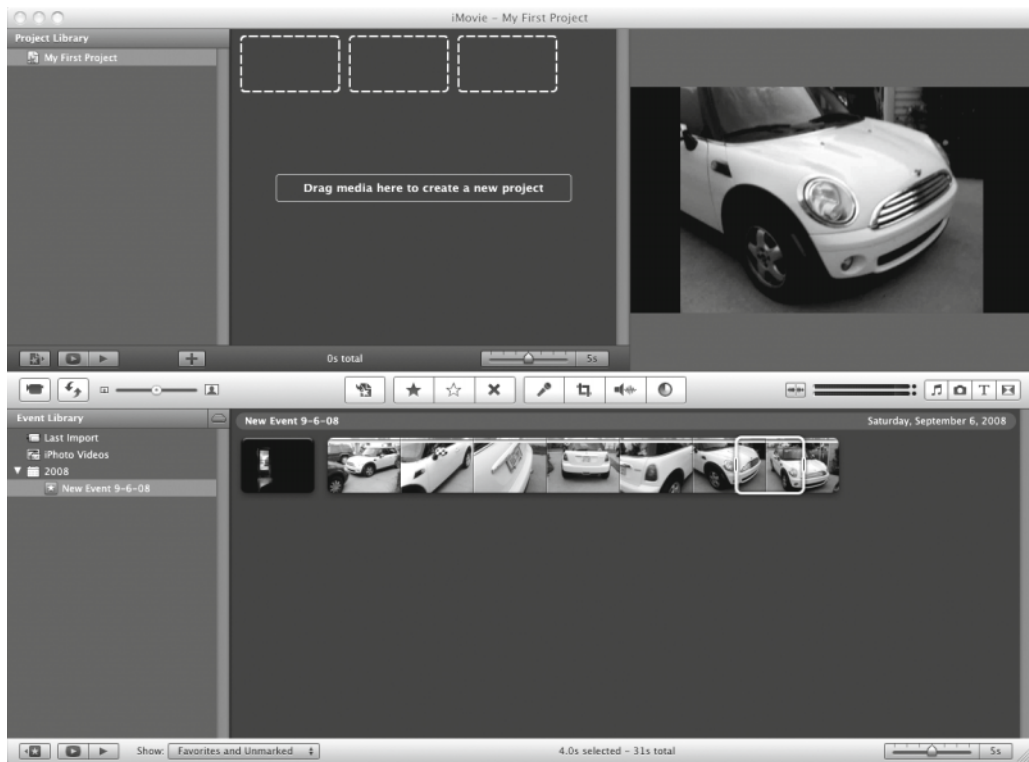 iMovie – My First Project
Project Library
My First Project
Drag media here to create a new project
0s total
5s
T
Event Library
New Event 9-6-08
Saturday, September 6, 2008
Last Import
iPhoto Videos
2008
New Event 9-6-08
Show: Favorites and Unmarked
4.0s selected – 31s total
5s